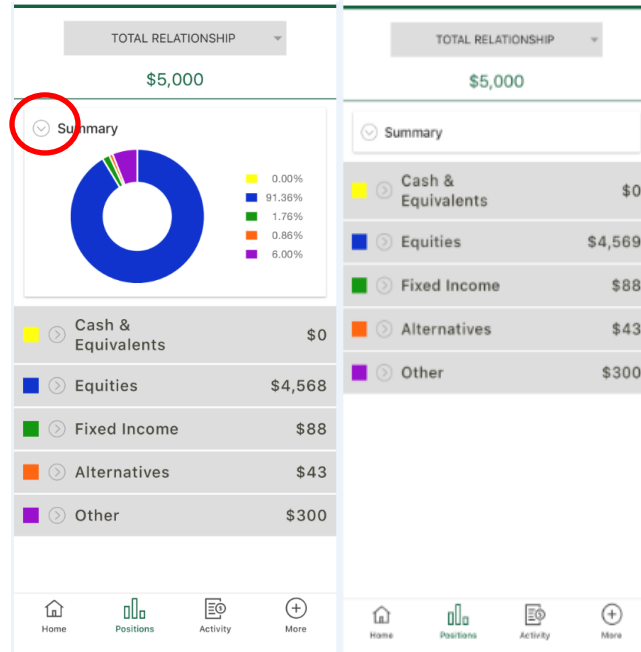 TOTAL RELATIONSHIP
$5,000
Summary
0.00%
91.36%
1.76%
0.86%
6.00%
Cash &
Equivalents
$0
Equities $4,568
Fixed Income $88
Alternatives $43
Other $300
Home Positions Activity More
TOTAL RELATIONSHIP
$5,000
Summary
Cash &
Equivalents
$0
Equities $4,569
Fixed Income $88
Alternatives $43
Other $300
Home Positions Activity More